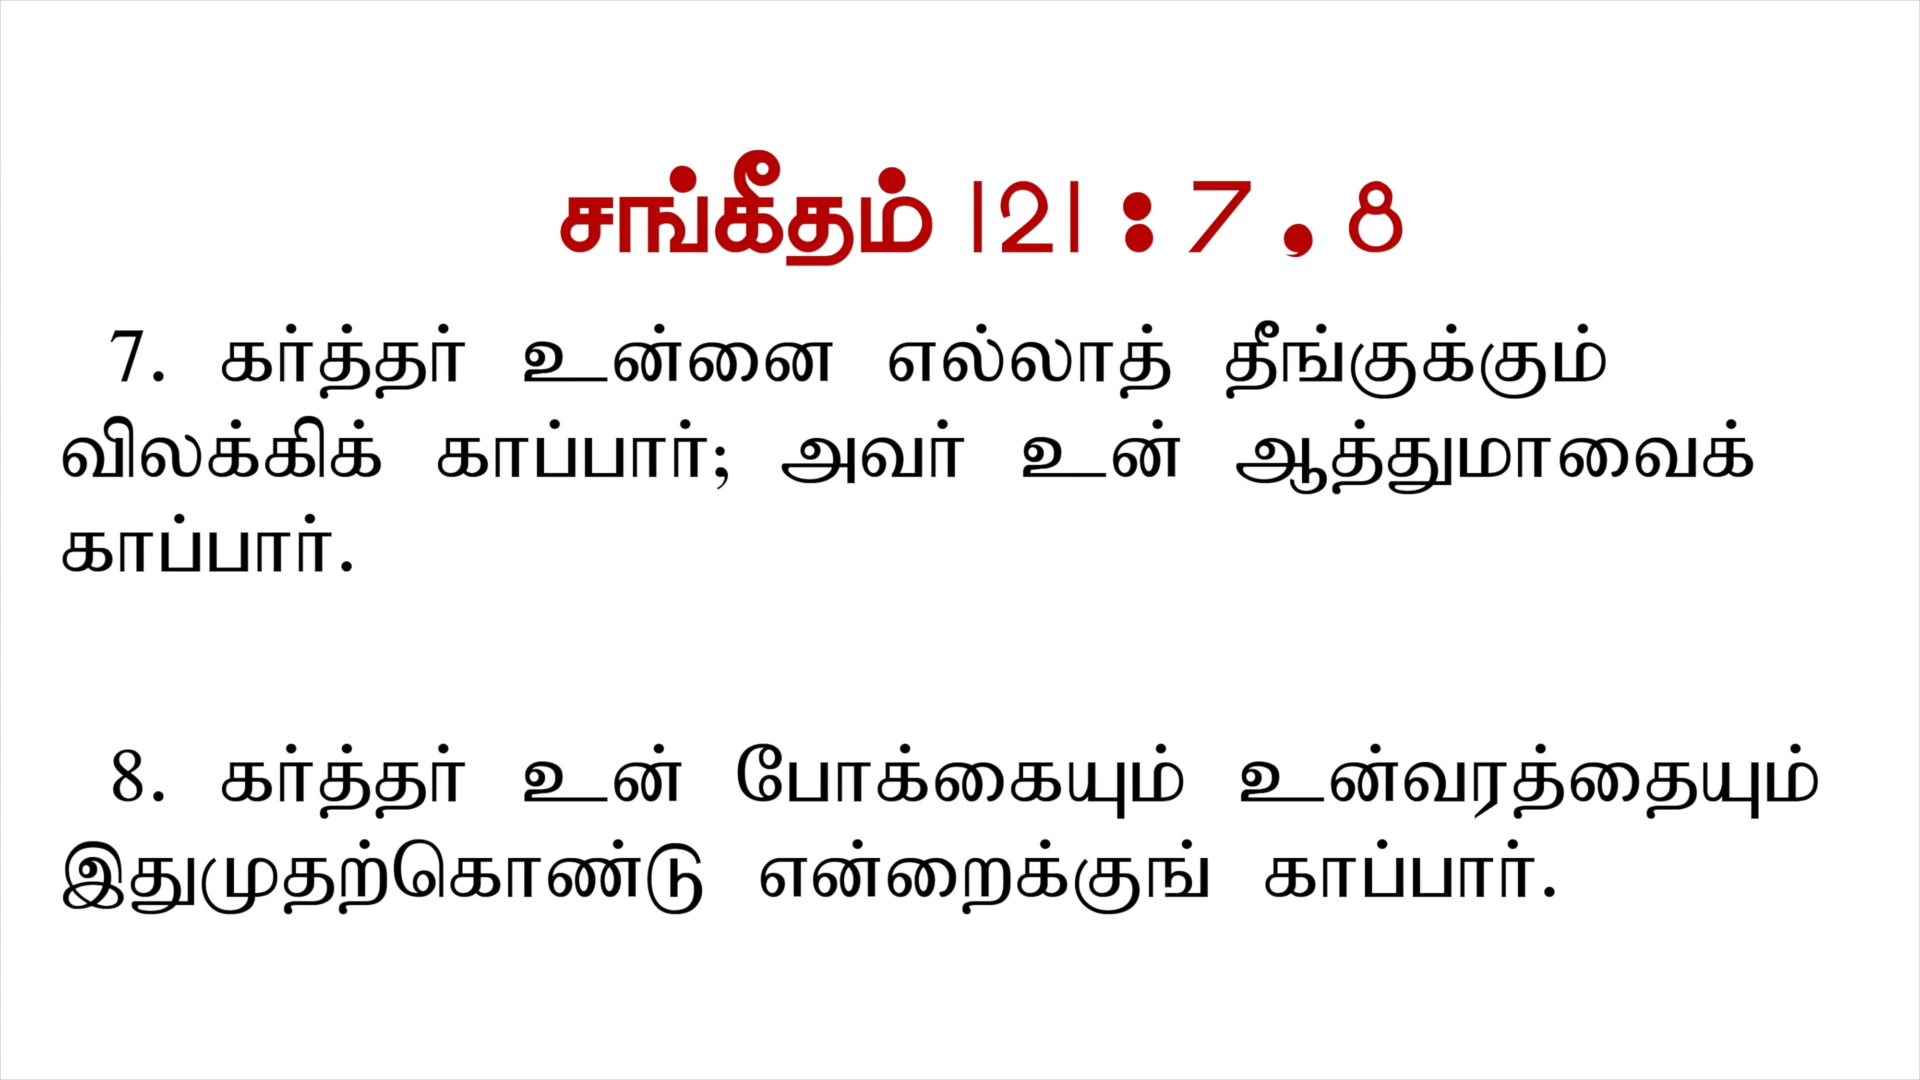 சங்கீதம் 121 : 7 , 8
7. கர்த்தர் உன்னை எல்லாத் தீங்குக்கும்
விலக்கிக் காப்பார்; அவர் உன் ஆத்துமாவைக்
காப்பார்.
8. கர்த்தர் உன் போக்கையும் உன்வரத்தையும்
இதுமுதற்கொண்டு என்றைக்குங் காப்பார்.